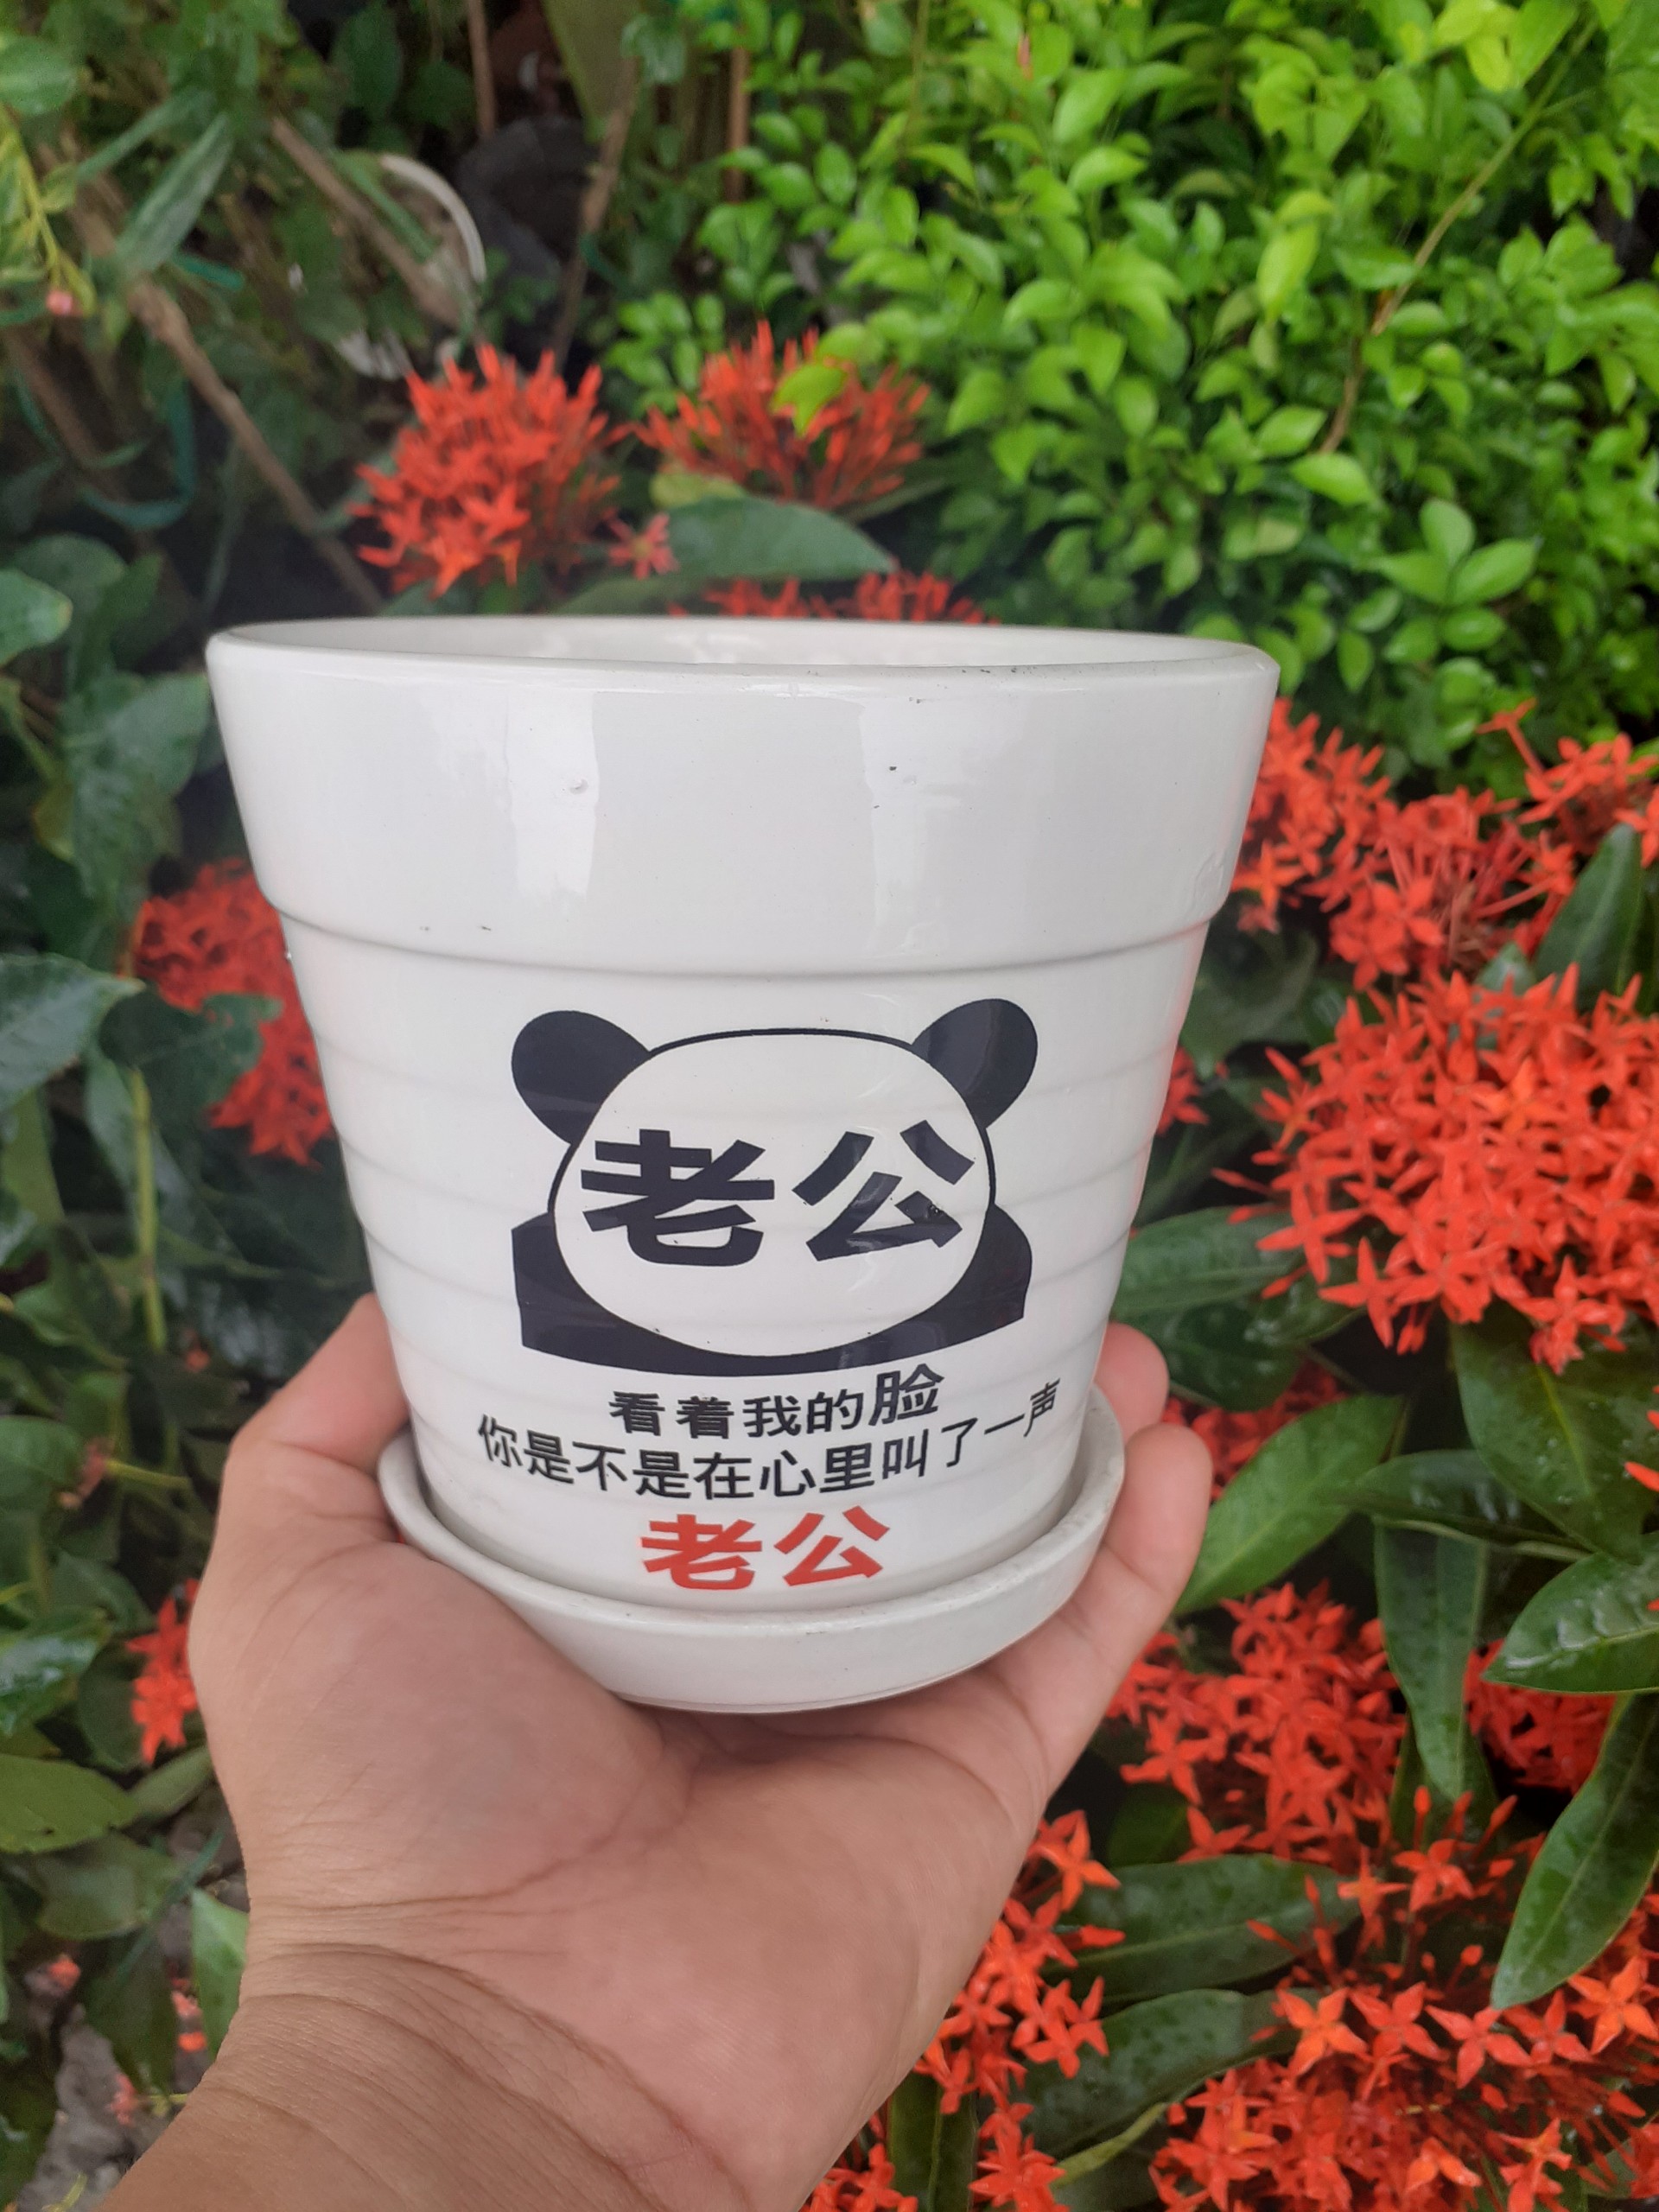 老公
看着我的脸
你是不是在心里叫了一声
老公